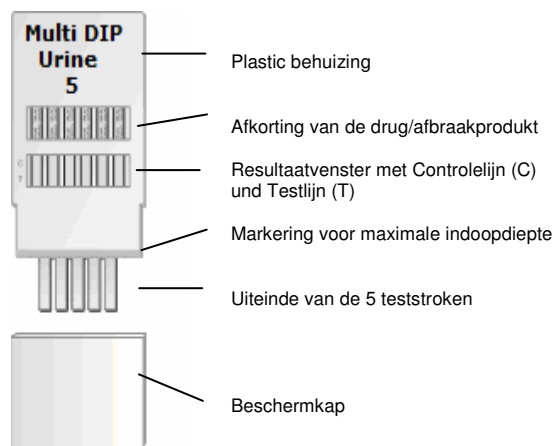 Multi DIP
Urine
5
Plastic behuizing
Afkorting van de drug/afbraakprodukt
C
T
Resultaatvenster met Controlelijn (C)
und Testlijn (T)
Markering voor maximale indoopdiepte
Uiteinde van de 5 teststroken
Beschermkap